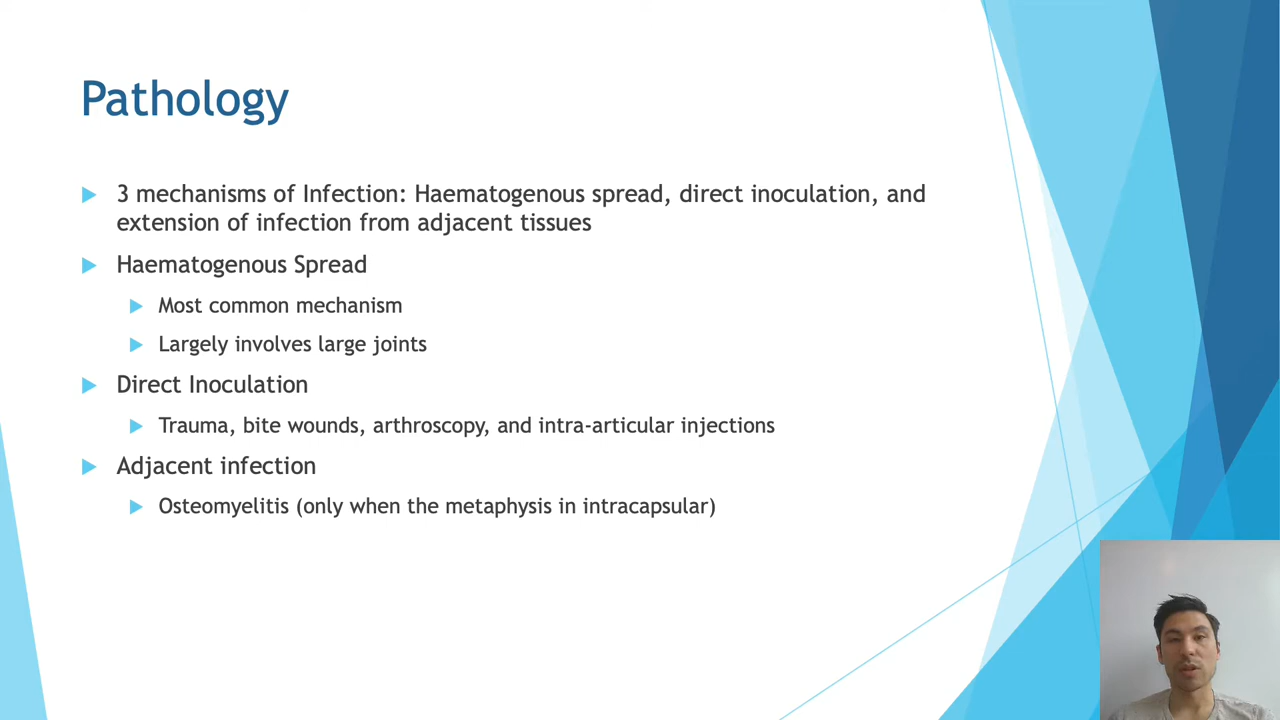 Pathology
3 mechanisms of Infection: Haematogenous spread, direct inoculation, and
extension of infection from adjacent tissues
Haematogenous Spread
Most common mechanism
Largely involves large joints
Direct Inoculation
Trauma, bite wounds, arthroscopy, and intra-articular injections
Adjacent infection
Osteomyelitis (only when the metaphysis in intracapsular)